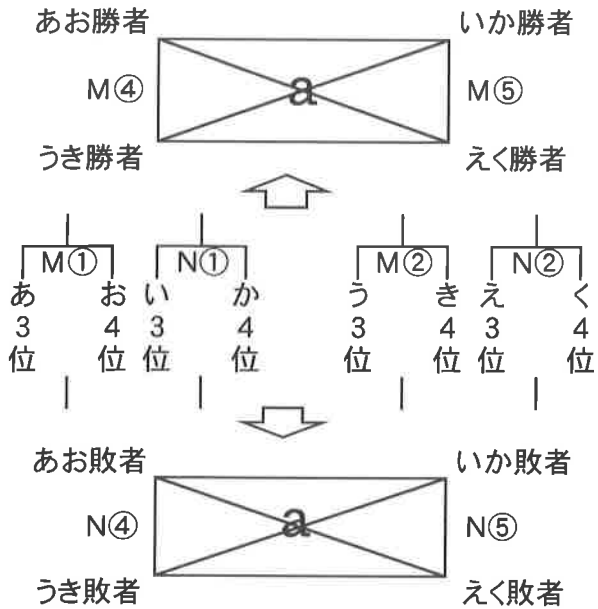 あお勝者 いか勝者
M④ a M⑤
うき勝者 えく勝者
M① N① M② N②
あ3位 お4位 い3位 か4位 う3位 き4位 え3位 く4位
あお敗者 いか敗者
N④ a N⑤
うき敗者 えく敗者